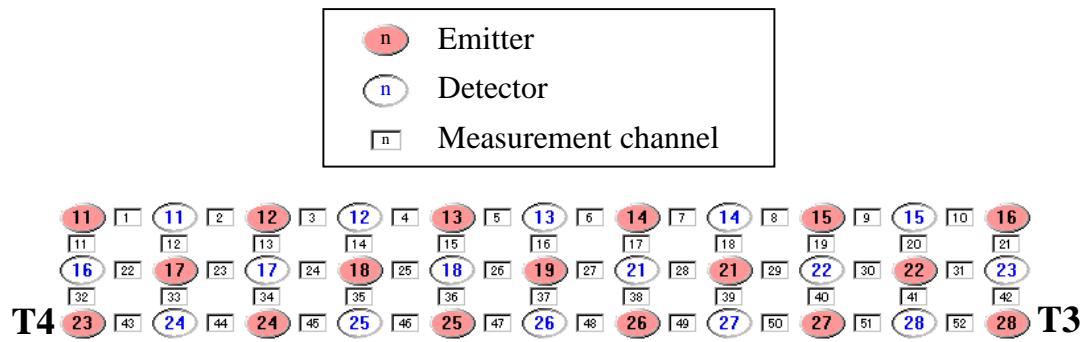 n Emitter
n Detector
n Measurement channel
11 1 11 2 12 3 12 4 13 5 13 6 14 7 14 8 15 9 15 10 16
11 12 13 14 15 16 17 18 19 20 21
16 22 17 23 17 24 18 25 18 26 19 27 21 28 21 29 22 30 22 31 23
32 33 34 35 36 37 38 39 40 41 42
T4 23 43 24 44 24 45 25 46 25 47 26 48 26 49 27 50 27 51 28 52 28 T3